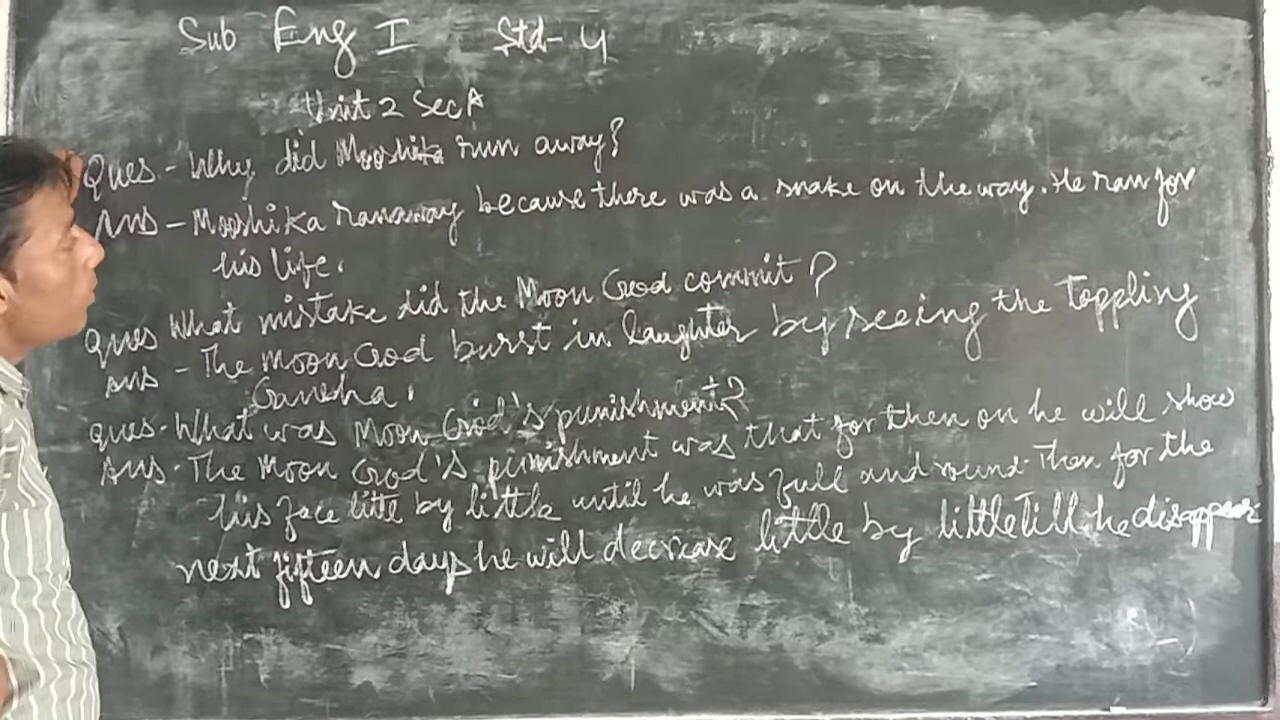 Sub Eng I Std- 4
Unit 2 Sec A
Ques - Why did Mooshika run away?
Ans - Mooshika ranaway because there was a snake on the way. He ran for
his life.
Ques What mistake did the Moon God commit?
Ans - The Moon God burst in laughter by seeing the toppling
Ganesha.
Ques - What was Moon God's punishment?
Ans - The Moon God's punishment was that for then on he will show
his face litte by little until he was full and round. Then for the
next fifteen days he will decrease little by little till he disappear